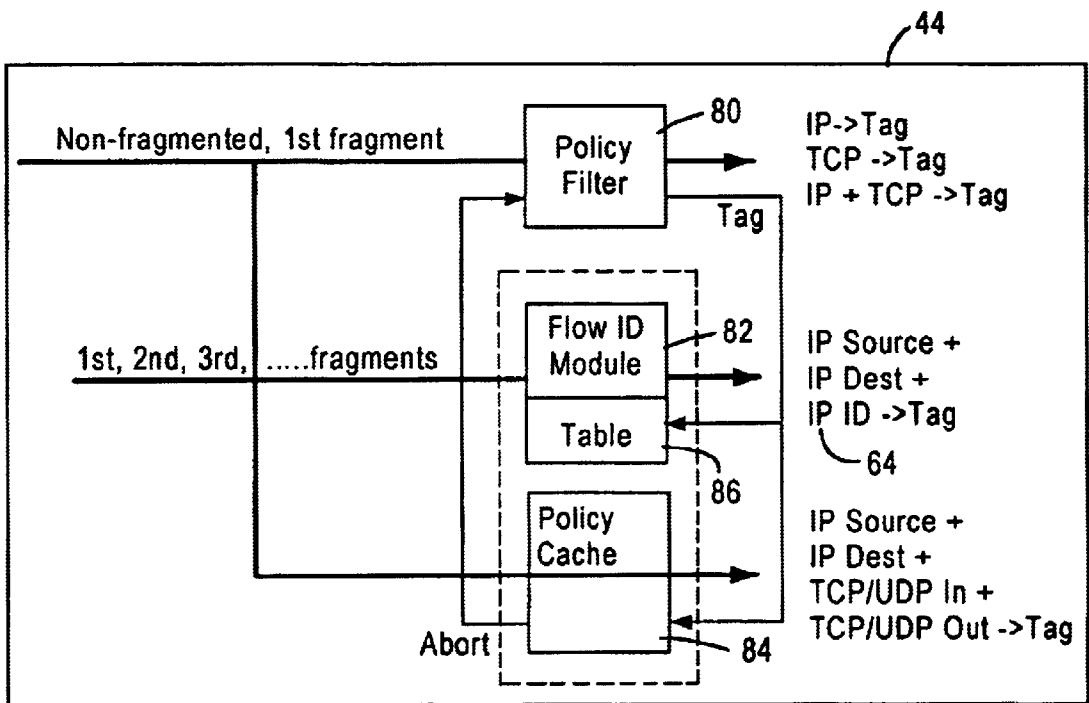 44
Non-fragmented, 1st fragment
Policy
Filter
80
IP->Tag
TCP ->Tag
IP + TCP ->Tag
Tag
1st, 2nd, 3rd, .....fragments
Flow ID
Module
82
Table
86
IP Source +
IP Dest +
IP ID ->Tag
64
Policy
Cache
Abort
84
IP Source +
IP Dest +
TCP/UDP In +
TCP/UDP Out ->Tag